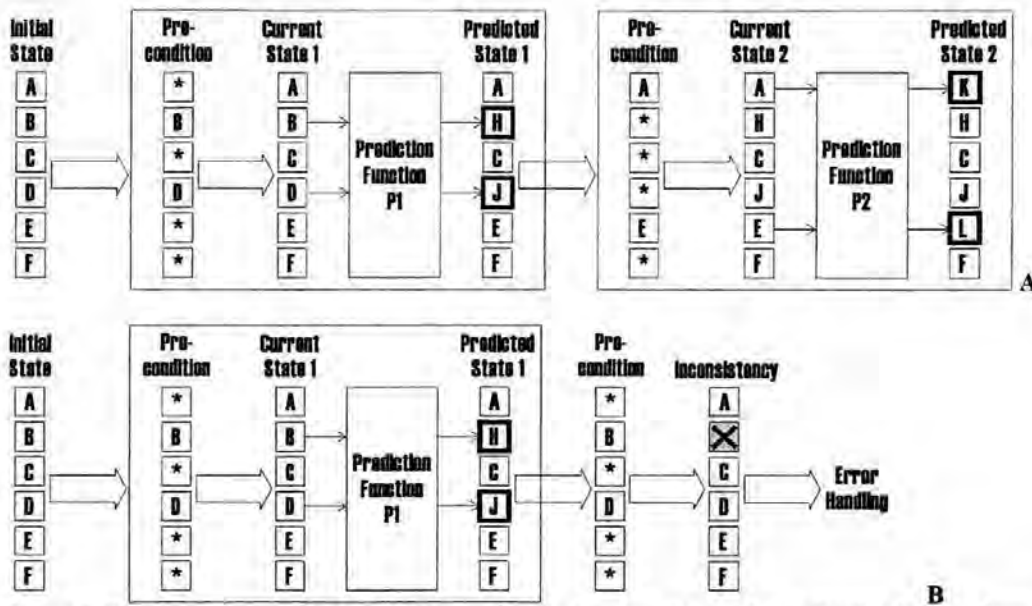 Initial State
Pre-condition
Current State 1
Predicted State 1
Pre-condition
Current State 2
Predicted State 2
A * A A A A K
B B B H * H H
C * C Prediction C * C Prediction C
D D D Function J * J Function J
E * E P1 E E E P2 L
F * F F * F F
A
Initial State
Pre-condition
Current State 1
Predicted State 1
Pre-condition
Inconsistency
A * A A * A
B B B H B X
C * C Prediction C * C Error
D D D Function J D D Handling
E * E P1 E * E
F * F F * F
B